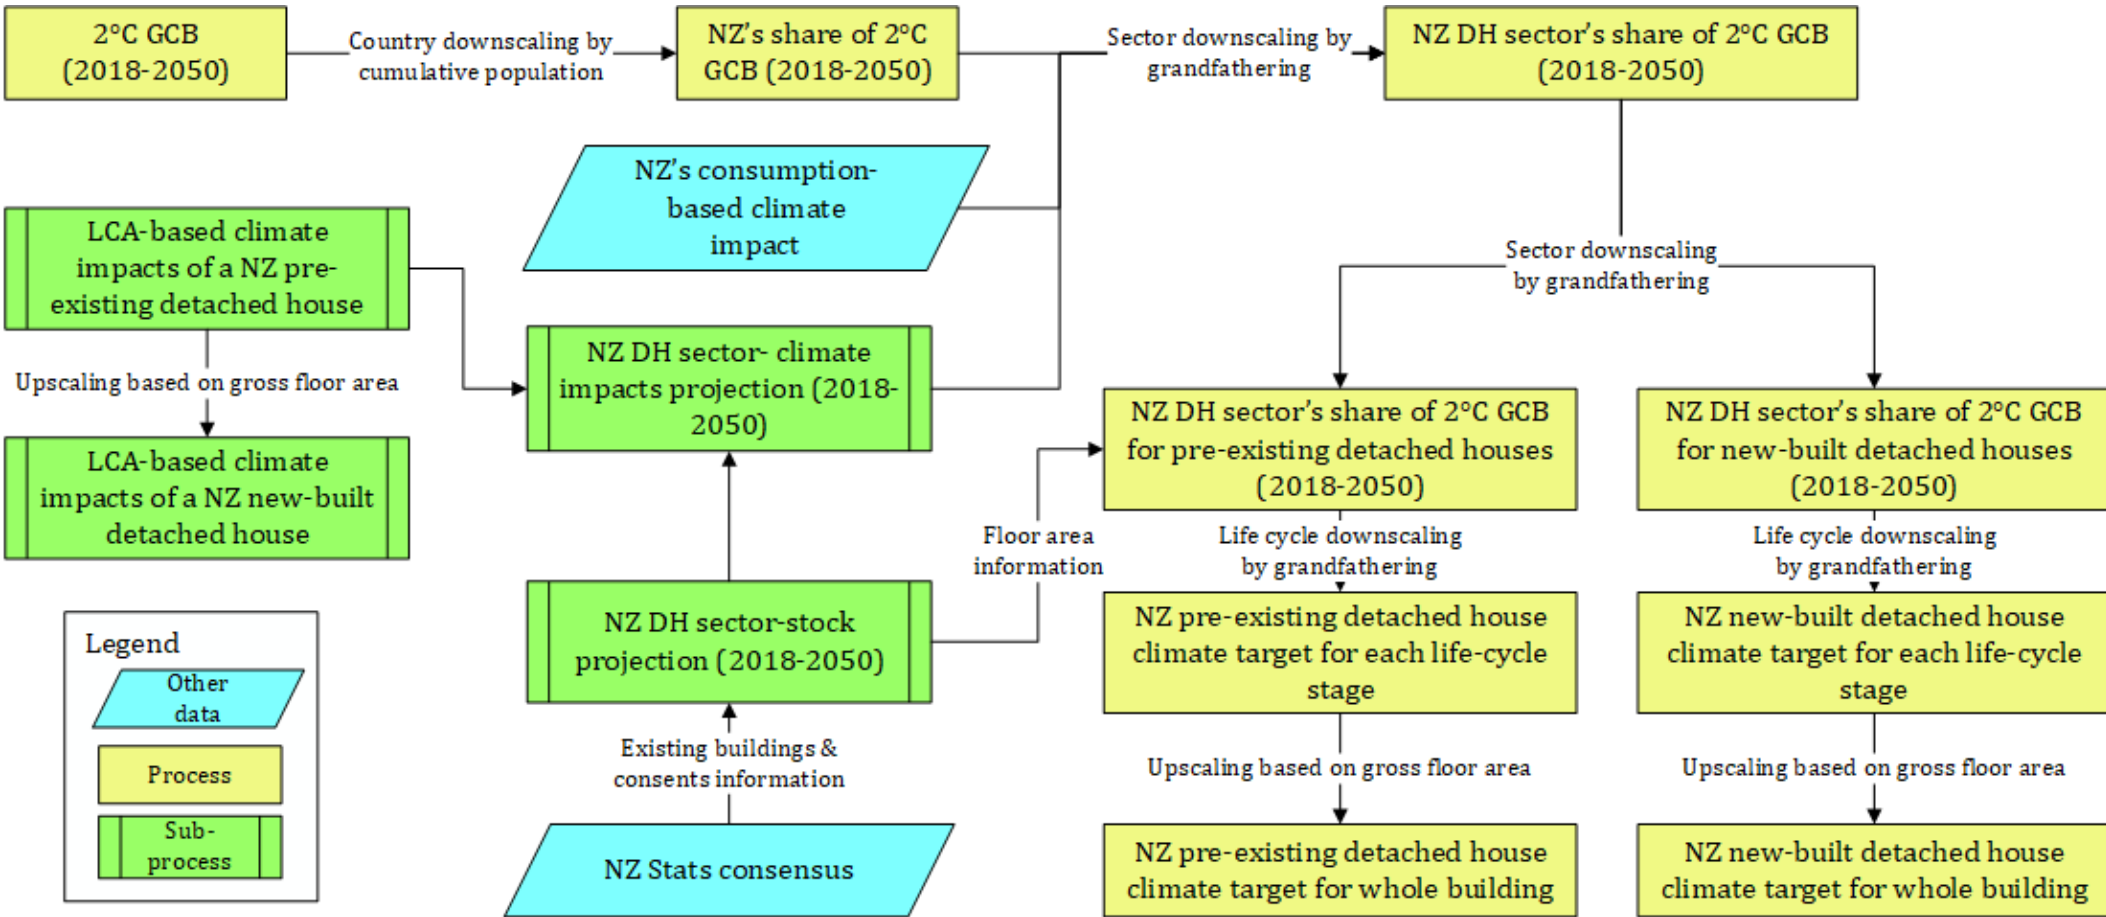 2°C GCB
(2018-2050)
Country downscaling by
cumulative population
NZ's share of 2°C
GCB (2018-2050)
Sector downscaling by
grandfathering
NZ DH sector's share of 2°C GCB
(2018-2050)
NZ's consumption-
based climate
impact
LCA-based climate
impacts of a NZ pre-
existing detached house
Sector downscaling
by grandfathering
Upscaling based on gross floor area
NZ DH sector- climate
impacts projection (2018-
2050)
LCA-based climate
impacts of a NZ new-built
detached house
NZ DH sector's share of 2°C GCB
for pre-existing detached houses
(2018-2050)
NZ DH sector's share of 2°C GCB
for new-built detached houses
(2018-2050)
Floor area
information
Life cycle downscaling
by grandfathering
Life cycle downscaling
by grandfathering
NZ DH sector-stock
projection (2018-2050)
NZ pre-existing detached house
climate target for each life-cycle
stage
NZ new-built detached house
climate target for each life-cycle
stage
Legend
Other
data
Process
Sub-
process
Existing buildings &
consents information
Upscaling based on gross floor area
Upscaling based on gross floor area
NZ Stats consensus
NZ pre-existing detached house
climate target for whole building
NZ new-built detached house
climate target for whole building